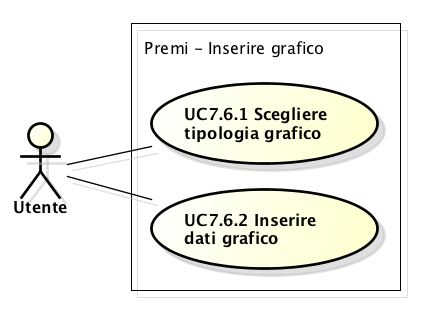 Premi - Inserire grafico
UC7.6.1 Scegliere
tipologia grafico
Utente
UC7.6.2 Inserire
dati grafico